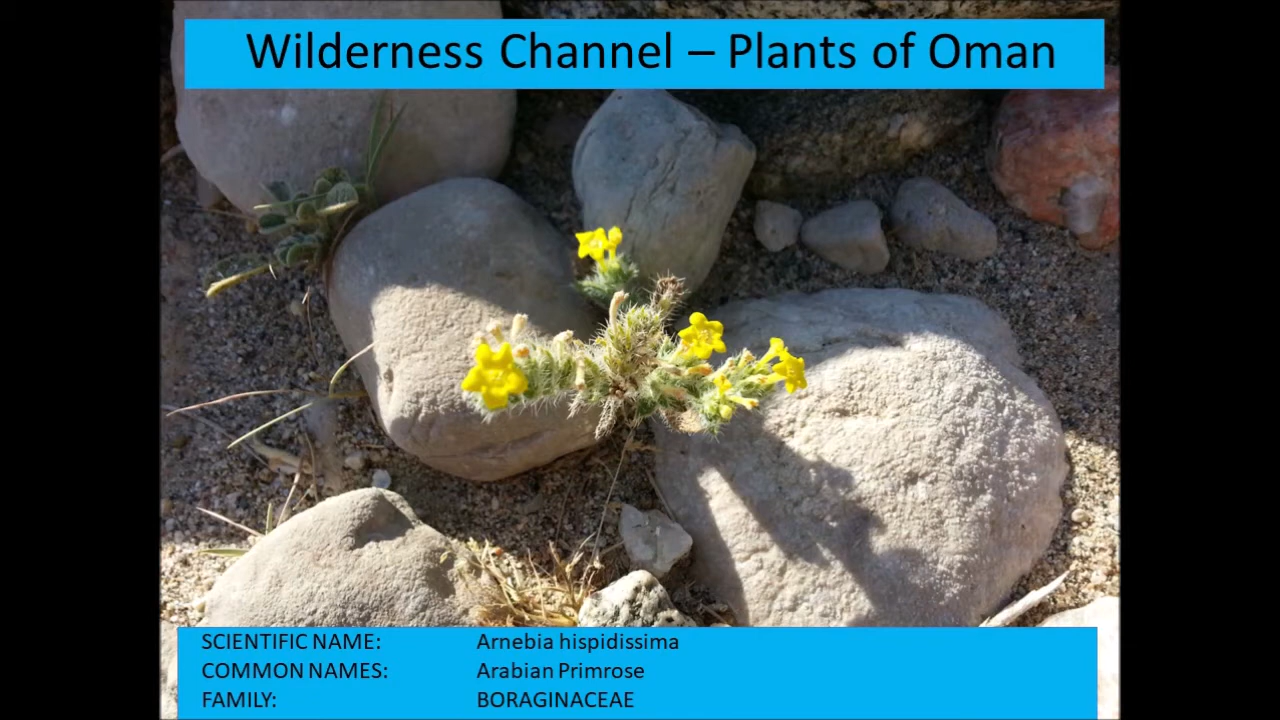 Wilderness Channel – Plants of Oman
SCIENTIFIC NAME: Arnebia hispidissima
COMMON NAMES: Arabian Primrose
FAMILY: BORAGINACEAE